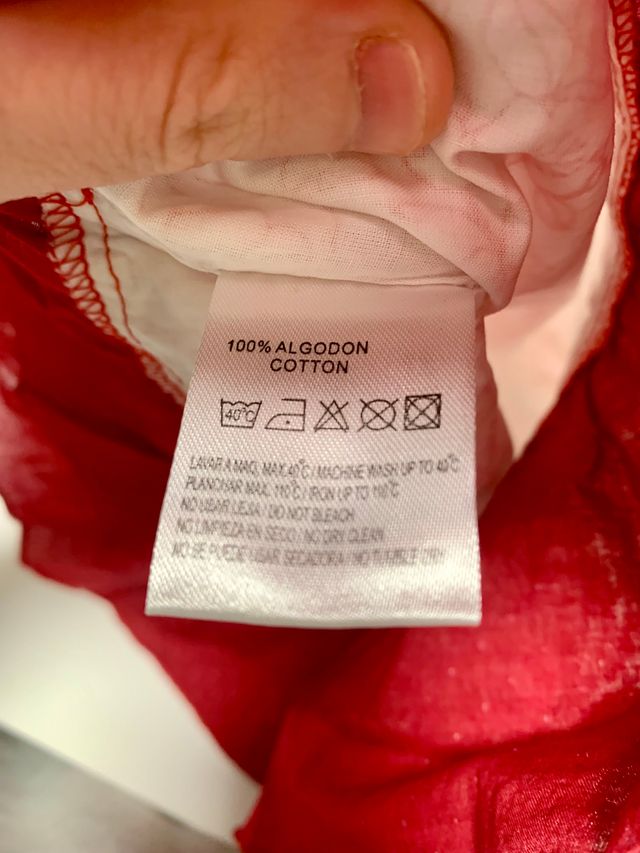 100% ALGODON
COTTON
40°C
LAVAR A MAQ. MAX 40°C / MACHINE WASH UP TO 40°C
PLANCHAR MAX. 110°C / IRON UP TO 110°C
NO USAR LEJIA / DO NOT BLEACH
NO LIMPIEZA EN SECO / NO DRY CLEAN
NO SE PUEDE USAR SECADORA / NO TUMBLE DRY